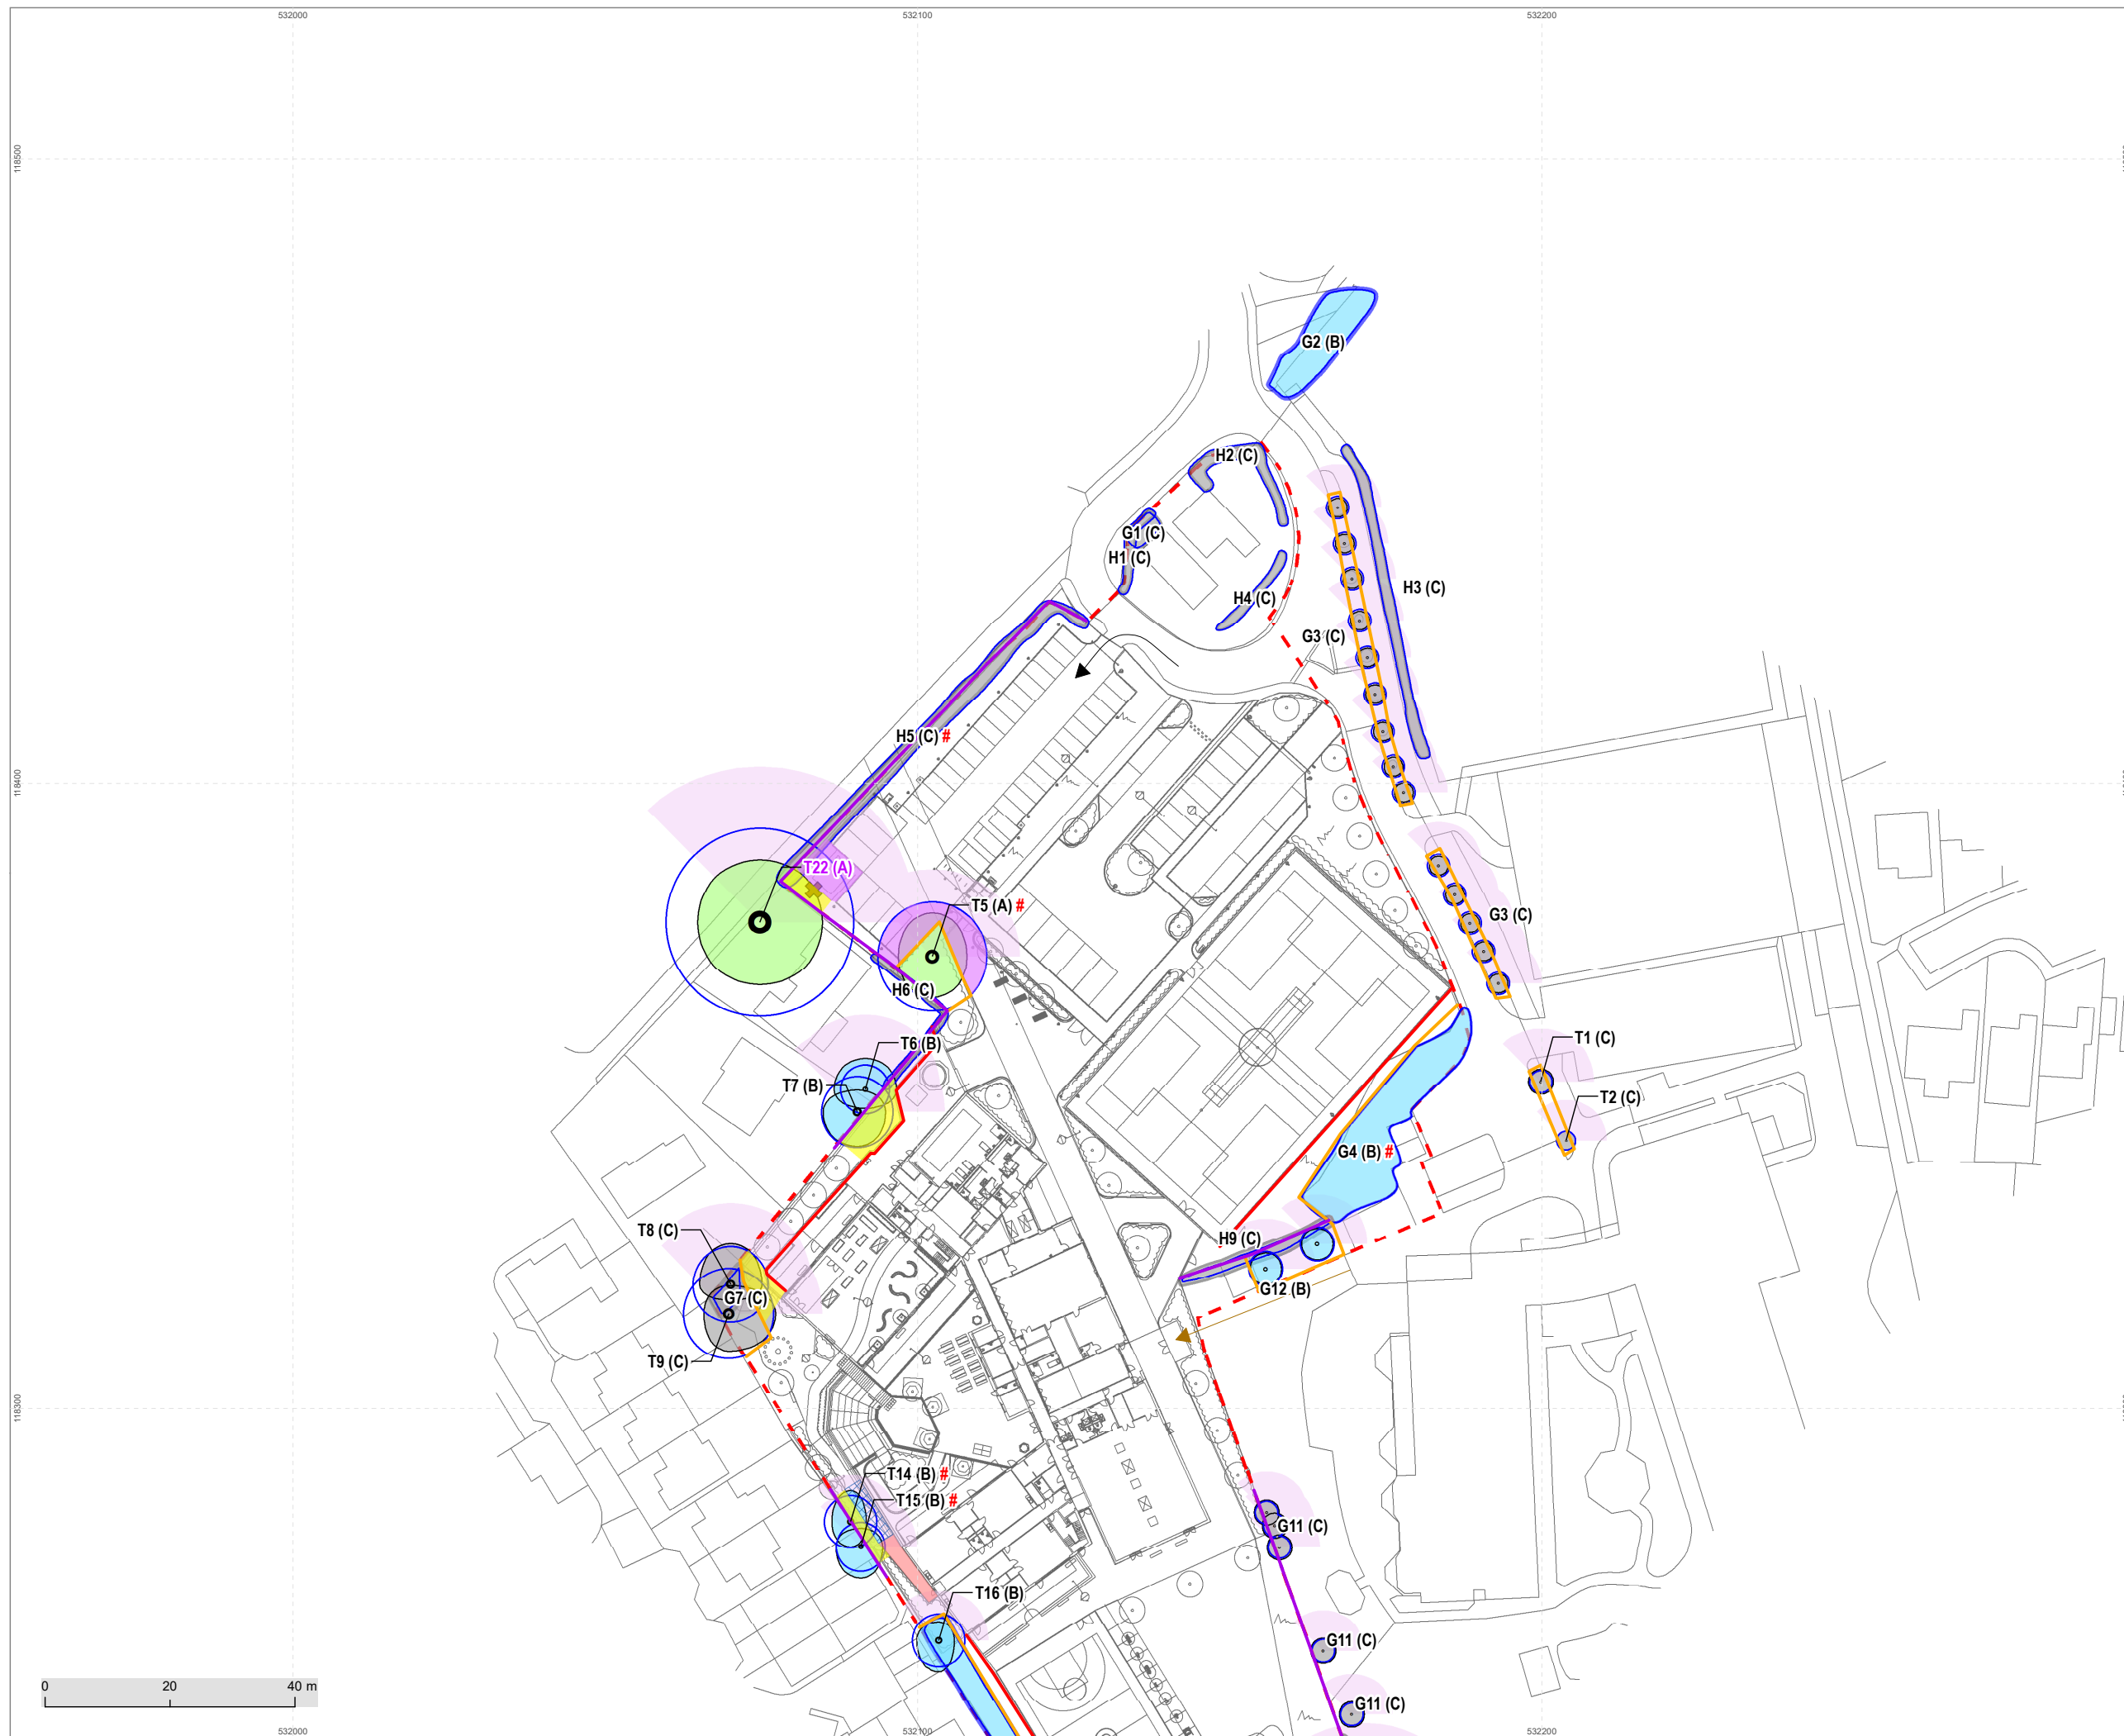 532000
532100
532200
118500
G2 (B)
H2 (C)
G1 (C)
H1 (C)
H3 (C)
H4 (C)
G3 (C)
H5 (C) #
118400
T22 (A)
T5 (A) #
G3 (C)
H6 (C)
T6 (B)
T1 (C)
T7 (B)
T2 (C)
G4 (B) #
T8 (C)
H9 (C)
G12 (B)
G7 (C)
T9 (C)
118300
T14 (B) #
T15 (B) #
G11 (C)
T16 (B)
G11 (C)
0 20 40 m
G11 (C)
532000
532100
532200